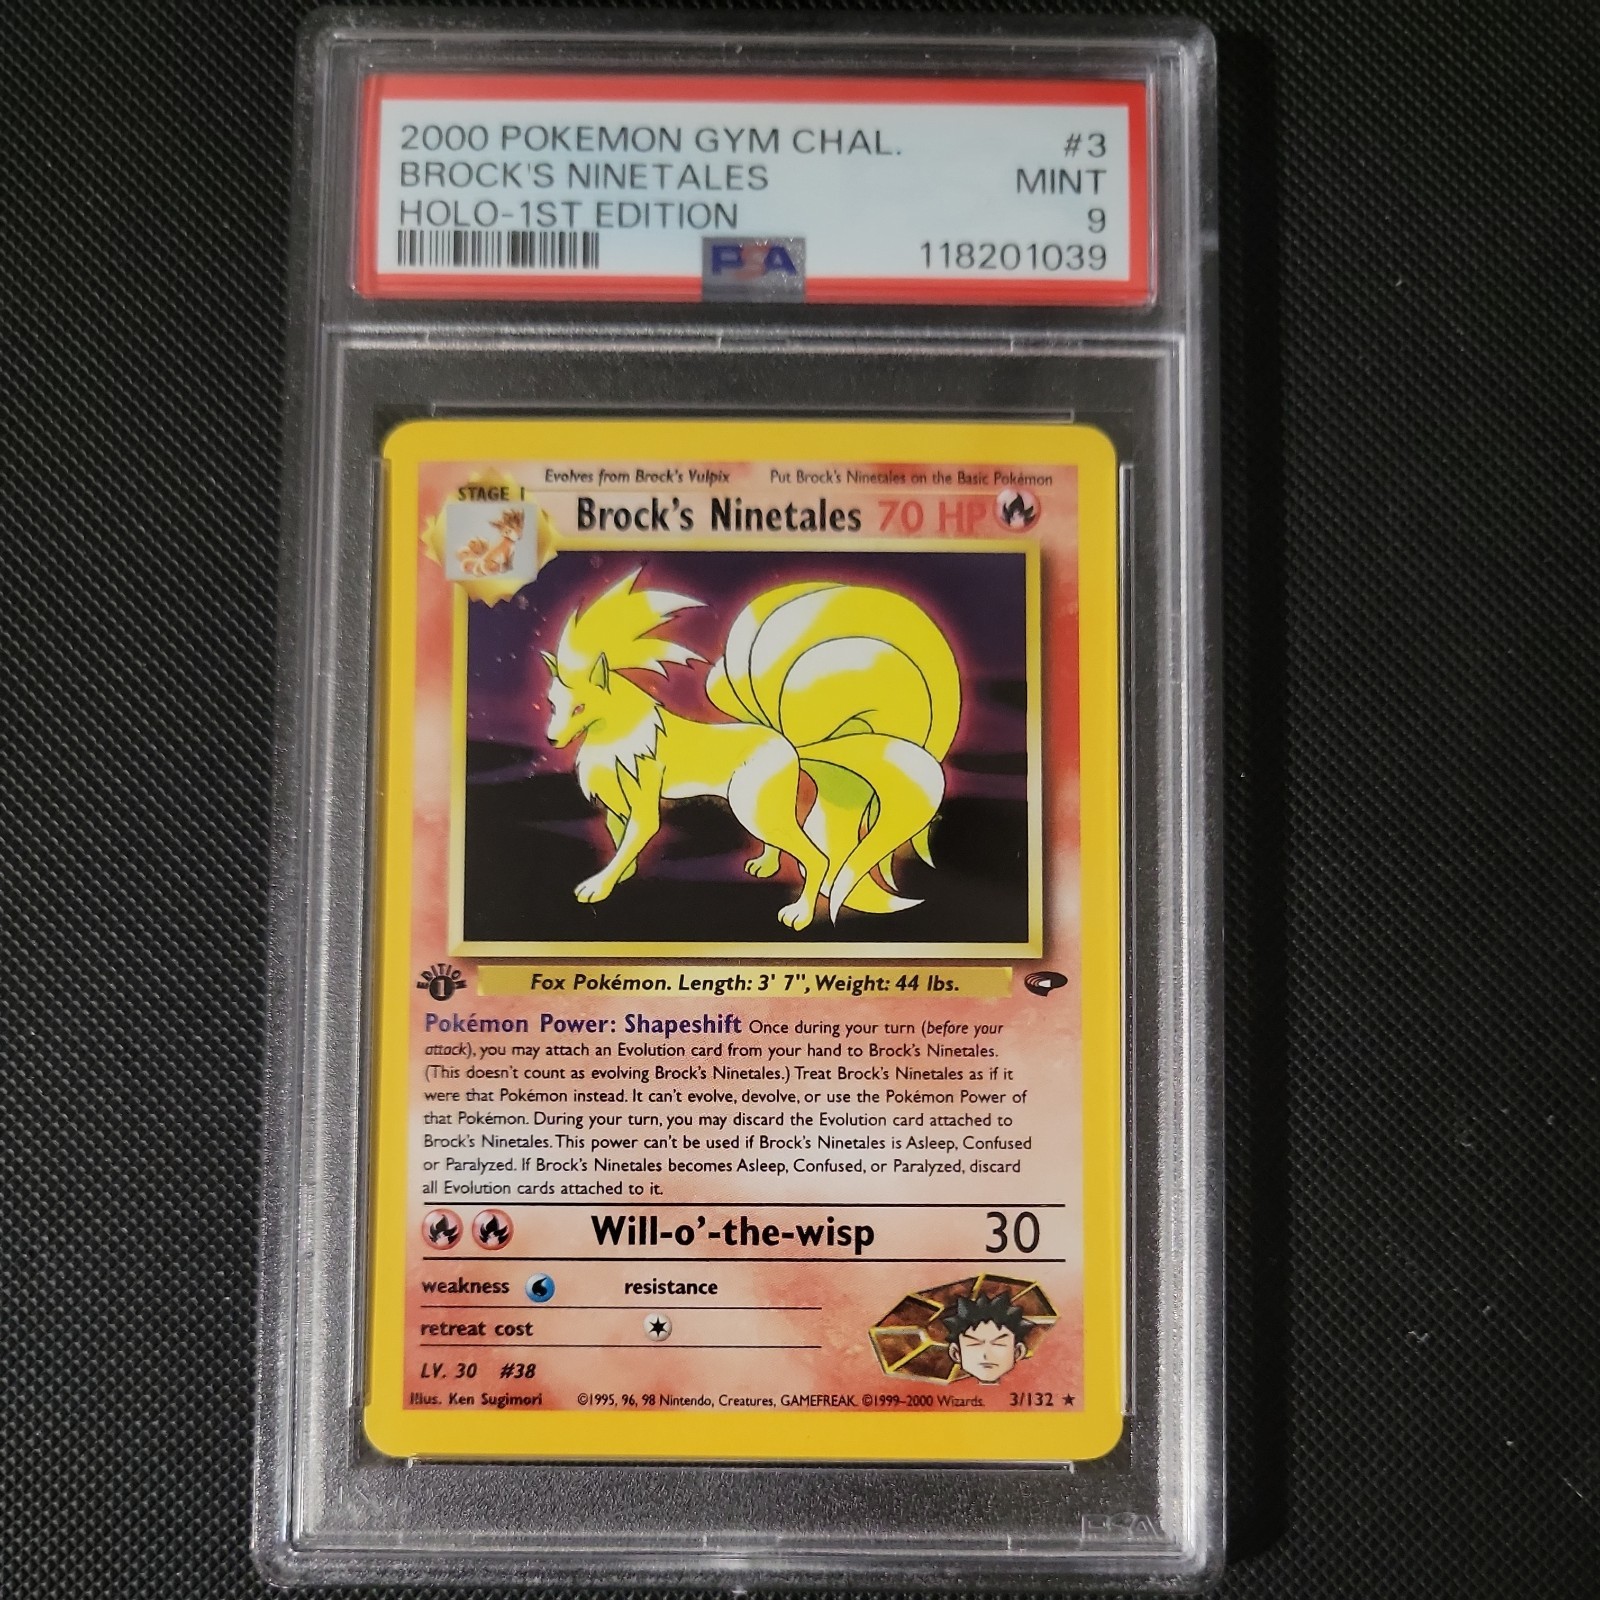 2000 POKEMON GYM CHAL. #3
BROCK'S NINETALES MINT
HOLO-1ST EDITION 9
PSA 118201039
Evolves from Brock's Vulpix Put Brock's Ninetales on the Basic Pokémon
STAGE 1
Brock's Ninetales 70 HP
EDITION
1
Fox Pokémon. Length: 3' 7", Weight: 44 lbs.
Pokémon Power: Shapeshift Once during your turn (before your
attack), you may attach an Evolution card from your hand to Brock's Ninetales.
(This doesn't count as evolving Brock's Ninetales.) Treat Brock's Ninetales as if it
were that Pokémon instead. It can't evolve, devolve, or use the Pokémon Power of
that Pokémon. During your turn, you may discard the Evolution card attached to
Brock's Ninetales. This power can't be used if Brock's Ninetales is Asleep, Confused
or Paralyzed. If Brock's Ninetales becomes Asleep, Confused, or Paralyzed, discard
all Evolution cards attached to it.
Will-o'-the-wisp 30
weakness resistance
retreat cost
LV. 30 #38
Illus. Ken Sugimori ©1995, 96, 98 Nintendo, Creatures, GAMEFREAK. ©1999-2000 Wizards. 3/132 ★
PSA